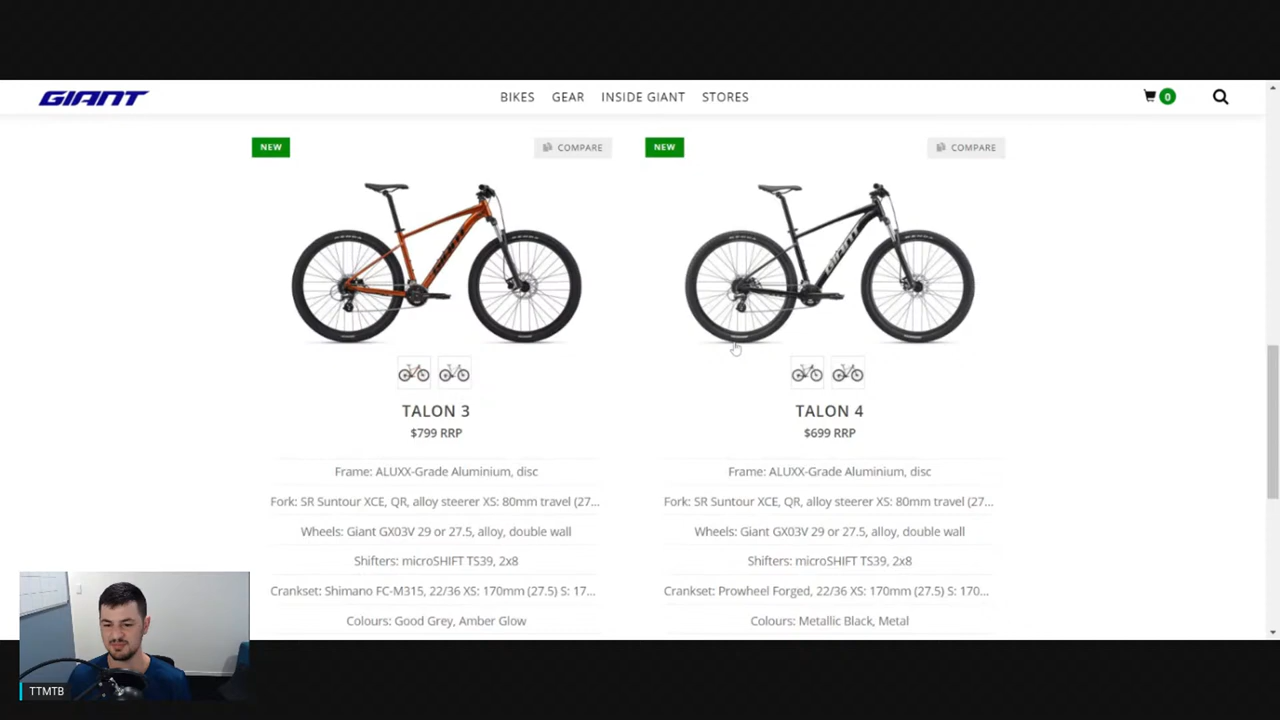 GIANT
BIKES GEAR INSIDE GIANT STORES
0
NEW
COMPARE
GIANT
TALON 3
$799 RRP
Frame: ALUXX-Grade Aluminium, disc
Fork: SR Suntour XCE, QR, alloy steerer XS: 80mm travel (27...
Wheels: Giant GX03V 29 or 27.5, alloy, double wall
Shifters: microSHIFT TS39, 2x8
Crankset: Shimano FC-M315, 22/36 XS: 170mm (27.5) S: 17...
Colours: Good Grey, Amber Glow
NEW
COMPARE
GIANT
TALON 4
$699 RRP
Frame: ALUXX-Grade Aluminium, disc
Fork: SR Suntour XCE, QR, alloy steerer XS: 80mm travel (27...
Wheels: Giant GX03V 29 or 27.5, alloy, double wall
Shifters: microSHIFT TS39, 2x8
Crankset: Prowheel Forged, 22/36 XS: 170mm (27.5) S: 170...
Colours: Metallic Black, Metal
TTMTB